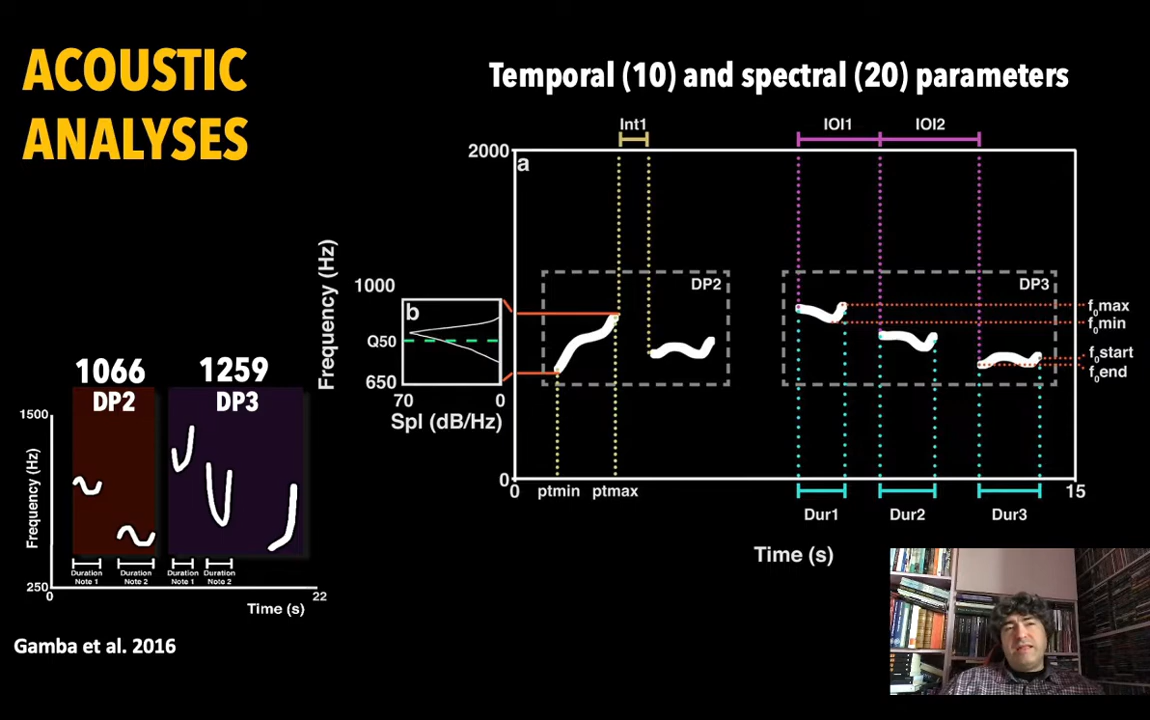 ACOUSTIC
ANALYSES
Temporal (10) and spectral (20) parameters
Int1
IOI1
IOI2
2000
a
Frequency (Hz)
DP2
DP3
1000
b
Q50
650
70
0
Spl (dB/Hz)
f0max
f0min
f0start
f0end
0
0
ptmin
ptmax
15
Dur1
Dur2
Dur3
Time (s)
1066
DP2
1259
DP3
1500
Frequency (Hz)
Duration
Note 1
Duration
Note 2
Duration
Note 1
Duration
Note 2
250
0
22
Time (s)
Gamba et al. 2016